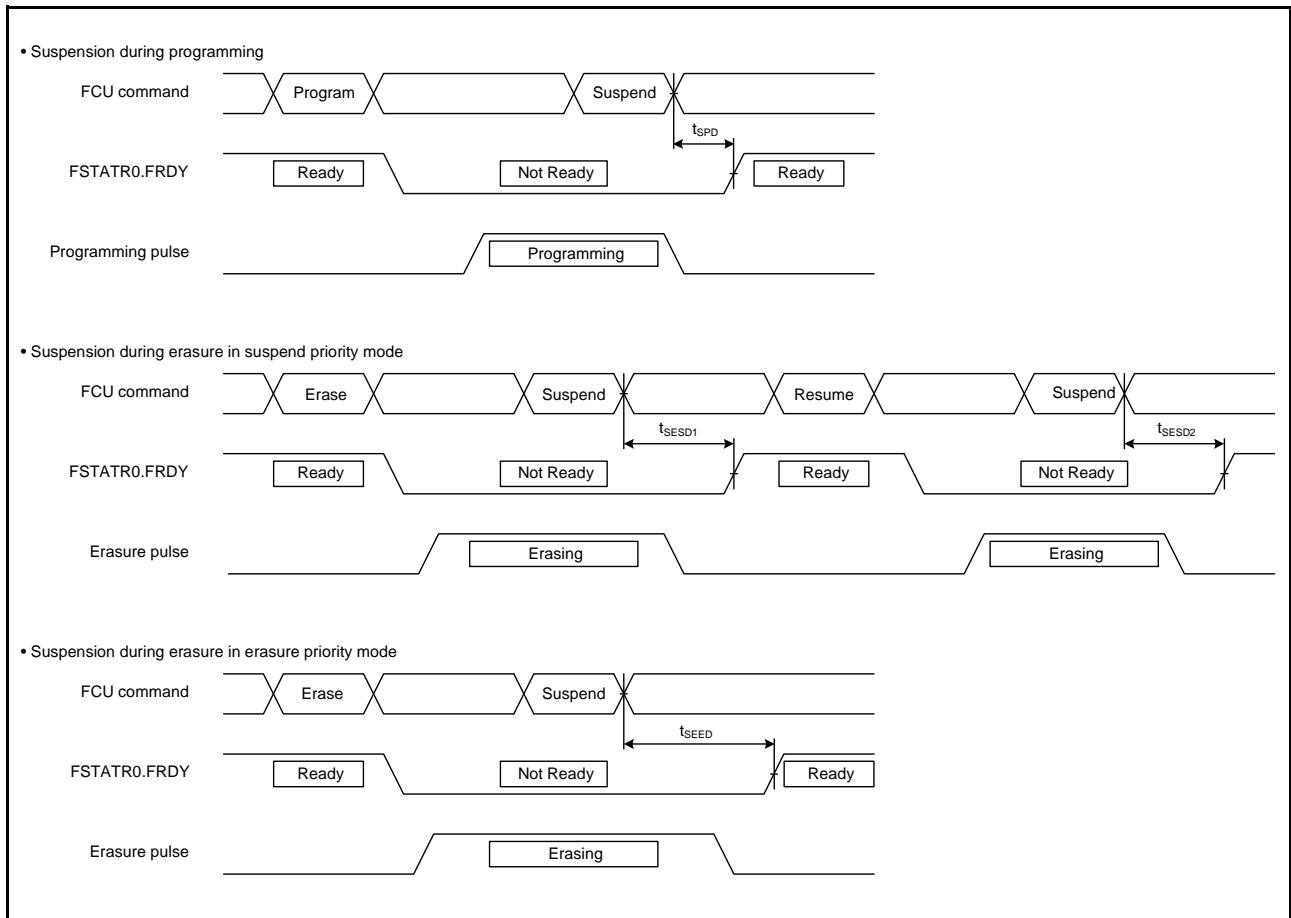 • Suspension during programming
FCU command
Program
Suspend
tSPD
FSTATR0.FRDY
Ready
Not Ready
Ready
Programming pulse
Programming
• Suspension during erasure in suspend priority mode
FCU command
Erase
Suspend
Resume
Suspend
tSESD1
tSESD2
FSTATR0.FRDY
Ready
Not Ready
Ready
Not Ready
Erasure pulse
Erasing
Erasing
• Suspension during erasure in erasure priority mode
FCU command
Erase
Suspend
tSEED
FSTATR0.FRDY
Ready
Not Ready
Ready
Erasure pulse
Erasing